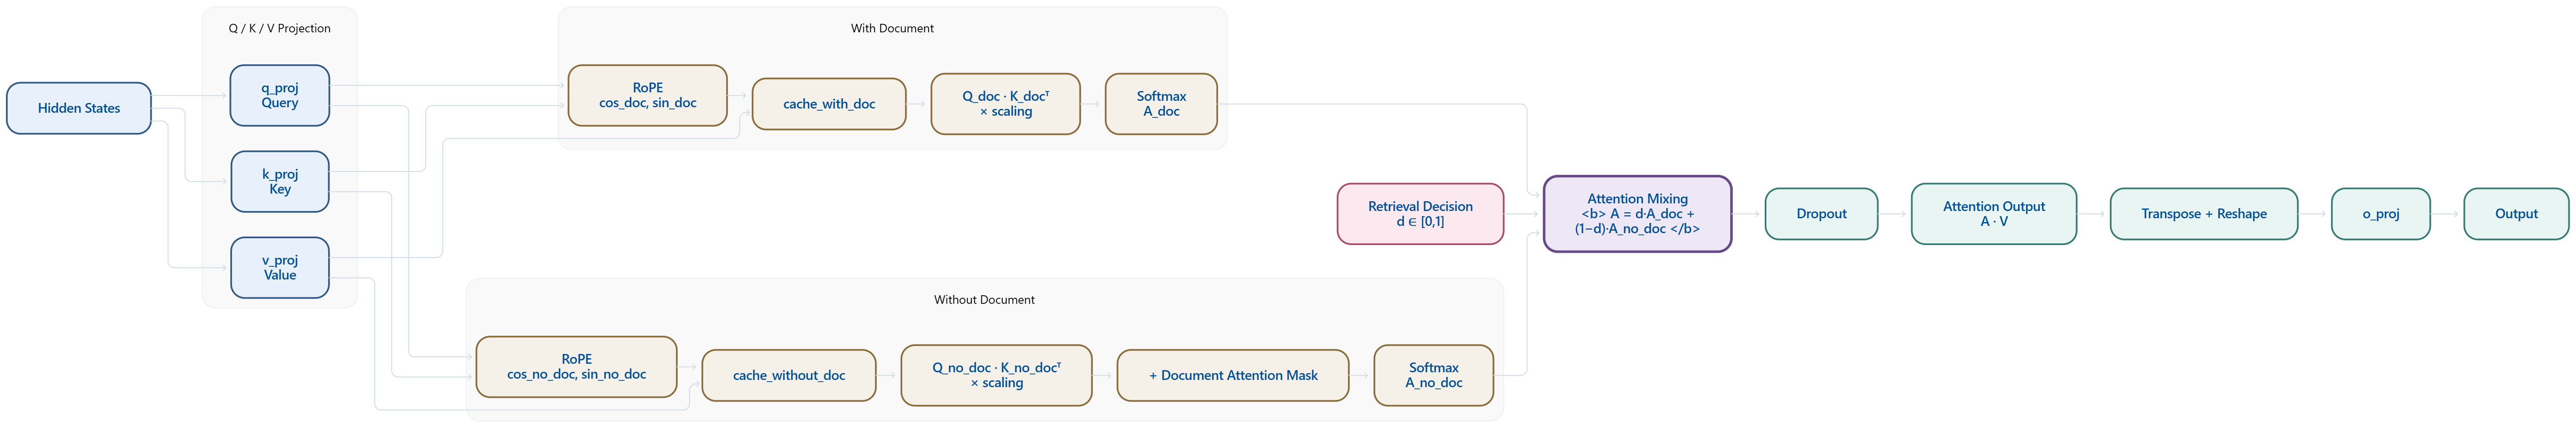 Q / K / V Projection
With Document
Hidden States
q_proj
Query
k_proj
Key
v_proj
Value
RoPE
cos_doc, sin_doc
cache_with_doc
Q_doc · K_docᵀ
× scaling
Softmax
A_doc
Without Document
RoPE
cos_no_doc, sin_no_doc
cache_without_doc
Q_no_doc · K_no_docᵀ
× scaling
+ Document Attention Mask
Softmax
A_no_doc
Retrieval Decision
d ∈ [0,1]
Attention Mixing
<b> A = d·A_doc +
(1−d)·A_no_doc </b>
Dropout
Attention Output
A · V
Transpose + Reshape
o_proj
Output